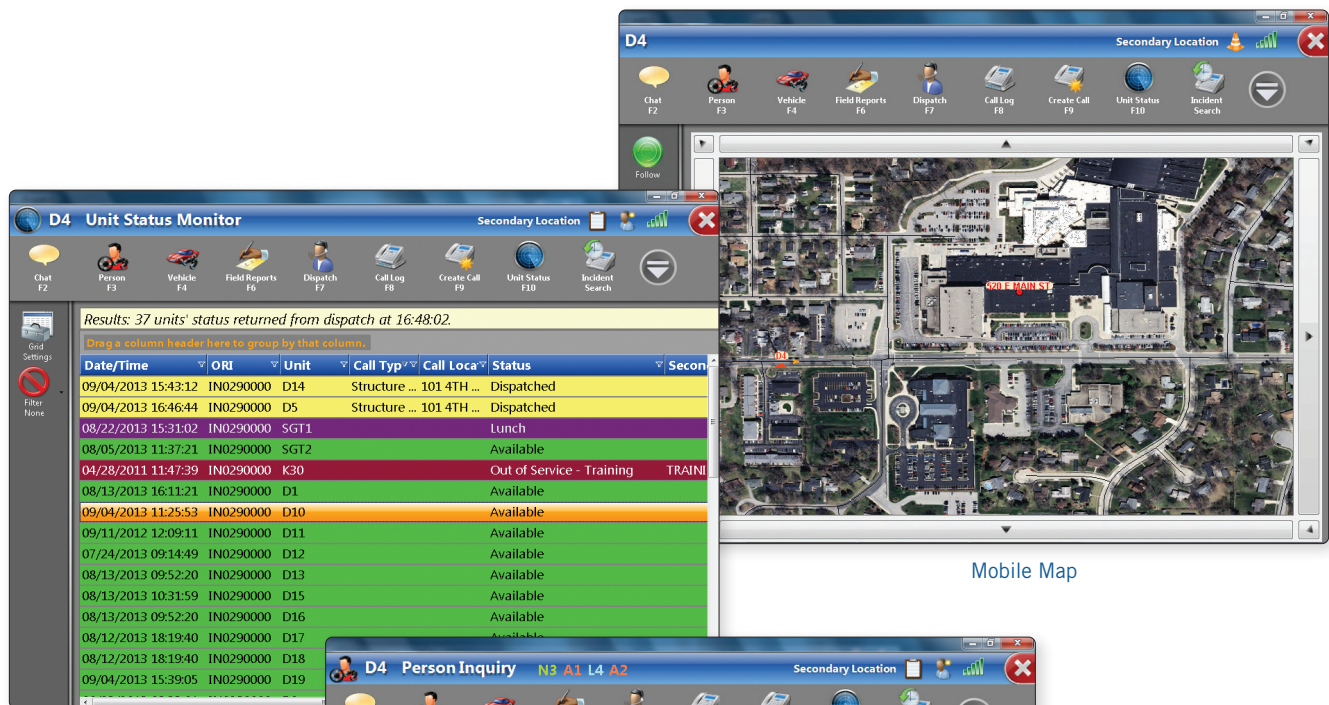 D4
Secondary Location
Chat F2
Person F3
Vehicle F4
Field Reports F6
Dispatch F7
Call Log F8
Create Call F9
Unit Status F10
Incident Search
Follow
520 E MAIN ST
D4
Mobile Map
D4 Unit Status Monitor Secondary Location
Chat F2
Person F3
Vehicle F4
Field Reports F6
Dispatch F7
Call Log F8
Create Call F9
Unit Status F10
Incident Search
Grid Settings
Filter None
Results: 37 units' status returned from dispatch at 16:48:02.
Drag a column header here to group by that column.
Date/Time ORI Unit Call Typ Call Loca Status Secon
09/04/2013 15:43:12 IN0290000 D14 Structure ... 101 4TH ... Dispatched
09/04/2013 16:46:44 IN0290000 D5 Structure ... 101 4TH ... Dispatched
08/22/2013 15:31:02 IN0290000 SGT1 Lunch
08/05/2013 11:37:21 IN0290000 SGT2 Available
04/28/2011 11:47:39 IN0290000 K30 Out of Service - Training TRAINI
08/13/2013 16:11:21 IN0290000 D1 Available
09/04/2013 11:25:53 IN0290000 D10 Available
09/11/2012 12:09:11 IN0290000 D11 Available
07/24/2013 09:14:49 IN0290000 D12 Available
08/13/2013 09:52:20 IN0290000 D13 Available
08/13/2013 10:31:59 IN0290000 D15 Available
08/13/2013 09:52:20 IN0290000 D16 Available
08/12/2013 18:19:40 IN0290000 D17 Available
08/12/2013 18:19:40 IN0290000 D18
09/04/2013 15:39:05 IN0290000 D19
D4 Person Inquiry N3 A1 L4 A2 Secondary Location